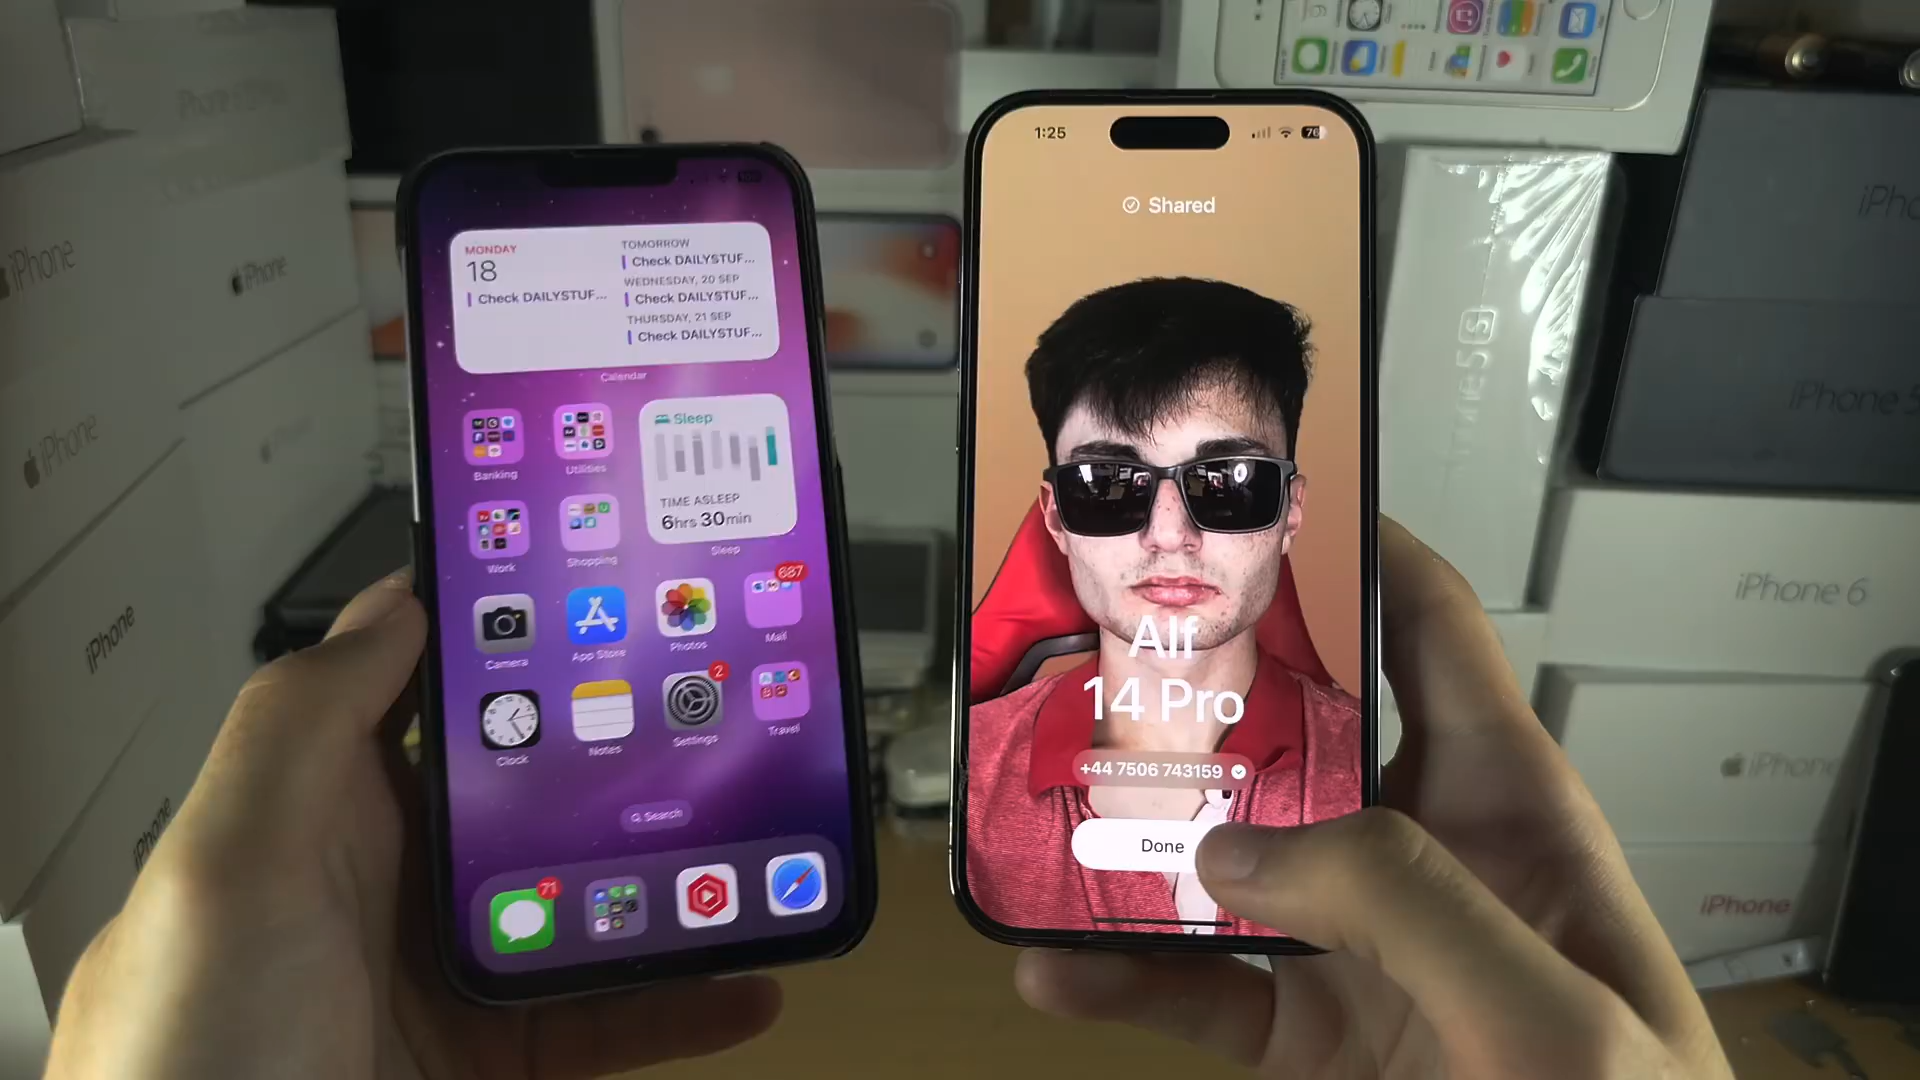 MONDAY
18
Check DAILYSTUF...
TOMORROW
Check DAILYSTUF...
WEDNESDAY, 20 SEP
Check DAILYSTUF...
THURSDAY, 21 SEP
Check DAILYSTUF...
Calendar
Banking
Utilities
Sleep
TIME ASLEEP
6hrs 30min
Sleep
Work
Shopping
Camera
App Store
Photos
687
Mail
Clock
Notes
2
Settings
Travel
Search
71
1:25
Shared
Alf
14 Pro
+44 7506 743159
Done
iPhone
iPhone
iPhone
iPhone
iPhone
iPhone 6
iPhone
iPhone